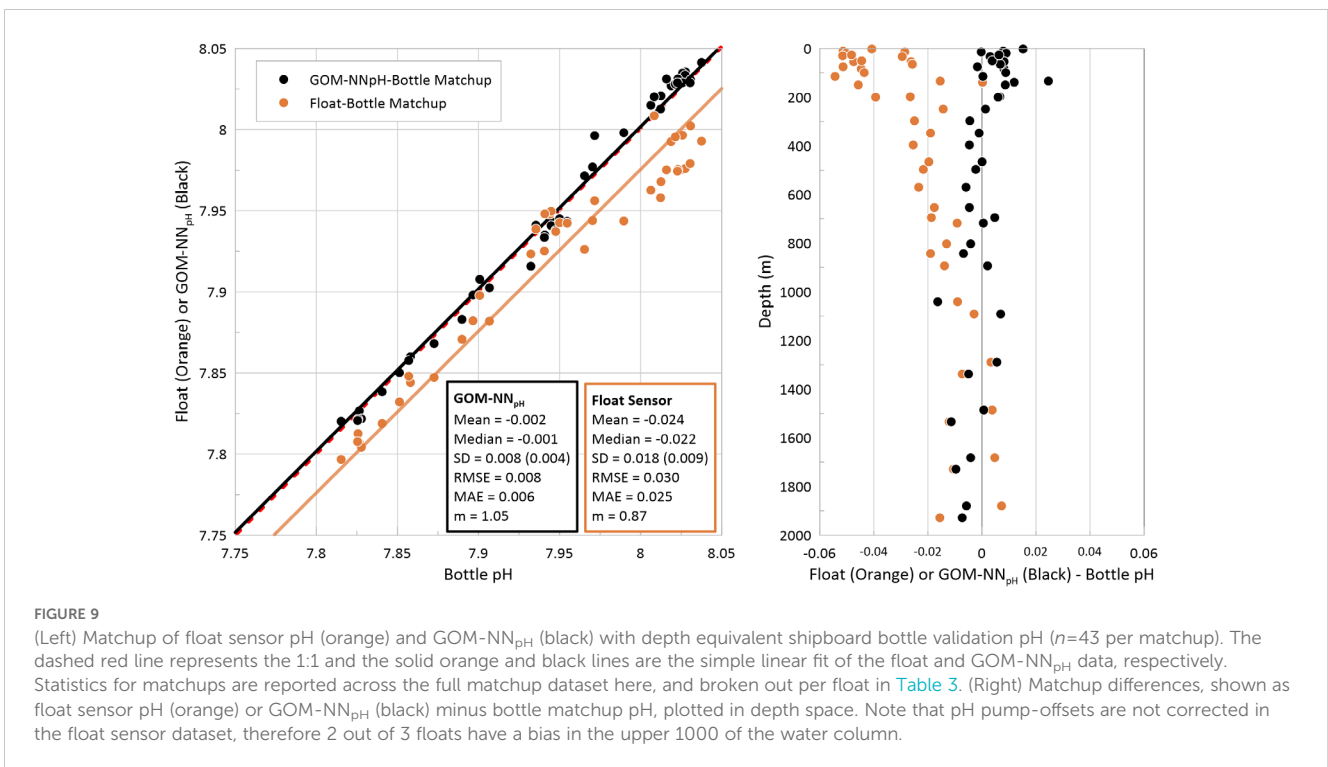 8.05
8
7.95
7.9
7.85
7.8
7.75
7.75
7.8
7.85
7.9
7.95
8
8.05
Float (Orange) or GOM-NNpH (Black)
Bottle pH
GOM-NNpH-Bottle Matchup
Float-Bottle Matchup
GOM-NNpH
Mean = -0.002
Median = -0.001
SD = 0.008 (0.004)
RMSE = 0.008
MAE = 0.006
m = 1.05
Float Sensor
Mean = -0.024
Median = -0.022
SD = 0.018 (0.009)
RMSE = 0.030
MAE = 0.025
m = 0.87
0
200
400
600
800
1000
1200
1400
1600
1800
2000
Depth (m)
-0.06
-0.04
-0.02
0
0.02
0.04
0.06
Float (Orange) or GOM-NNpH (Black) - Bottle pH
FIGURE 9
(Left) Matchup of float sensor pH (orange) and GOM-NNpH (black) with depth equivalent shipboard bottle validation pH (n=43 per matchup). The
dashed red line represents the 1:1 and the solid orange and black lines are the simple linear fit of the float and GOM-NNpH data, respectively.
Statistics for matchups are reported across the full matchup dataset here, and broken out per float in Table 3. (Right) Matchup differences, shown as
float sensor pH (orange) or GOM-NNpH (black) minus bottle matchup pH, plotted in depth space. Note that pH pump-offsets are not corrected in
the float sensor dataset, therefore 2 out of 3 floats have a bias in the upper 1000 of the water column.